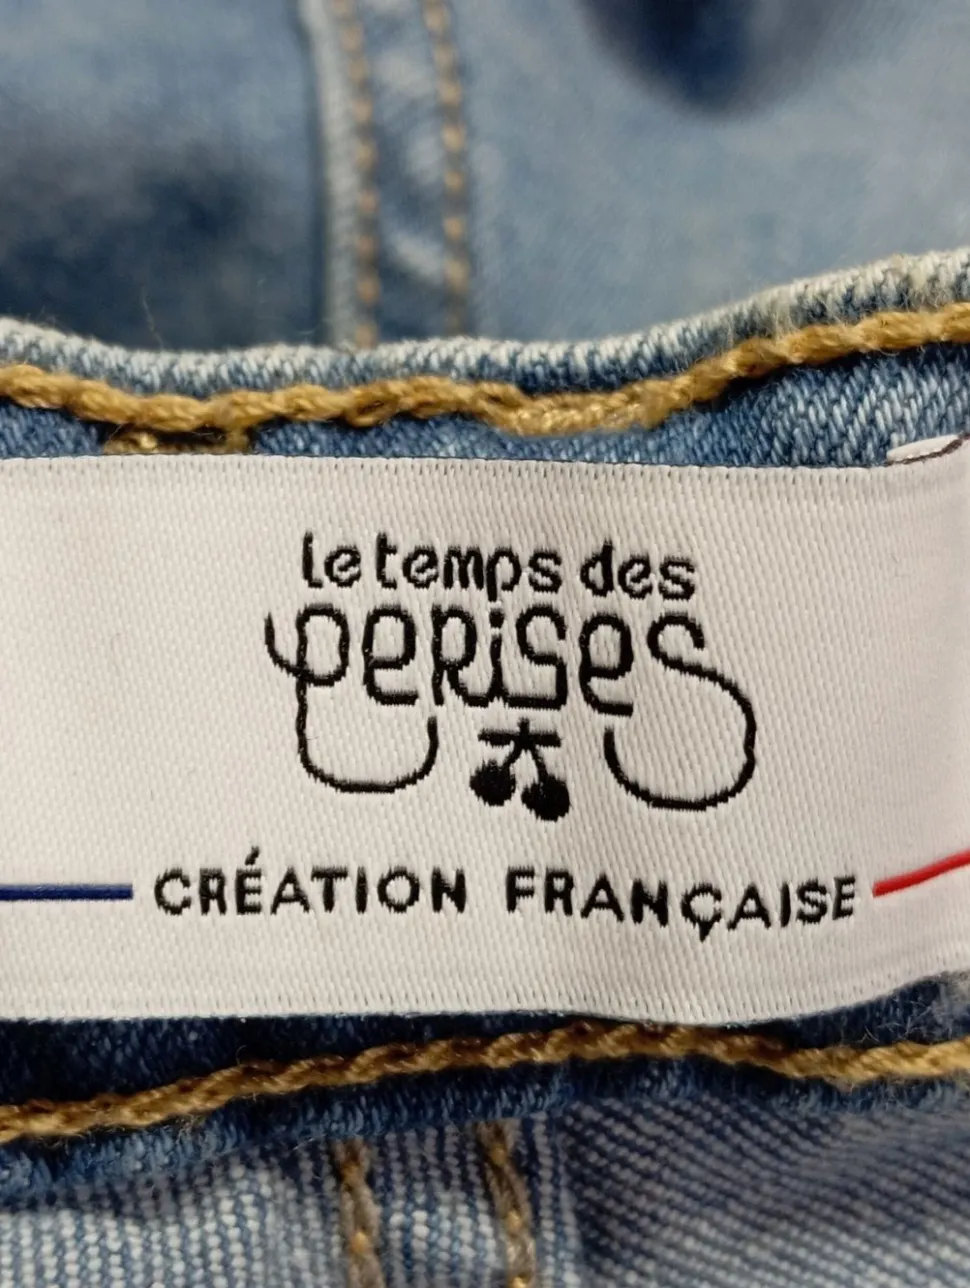 le temps des
cerises
CRÉATION FRANÇAISE